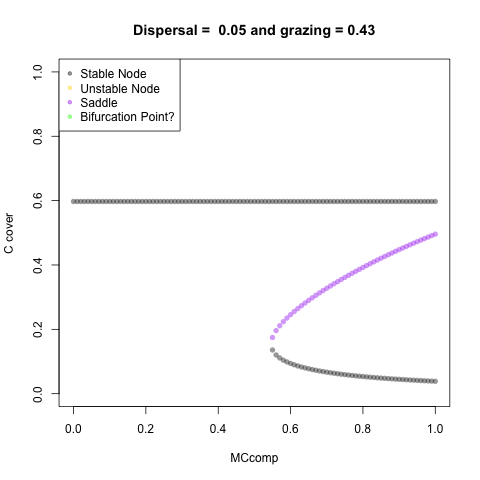 Dispersal =  0.05 and grazing = 0.43
Stable Node
Unstable Node
Saddle
Bifurcation Point?
1.0
0.8
0.6
0.4
0.2
0.0
C cover
0.0 0.2 0.4 0.6 0.8 1.0
MCcomp